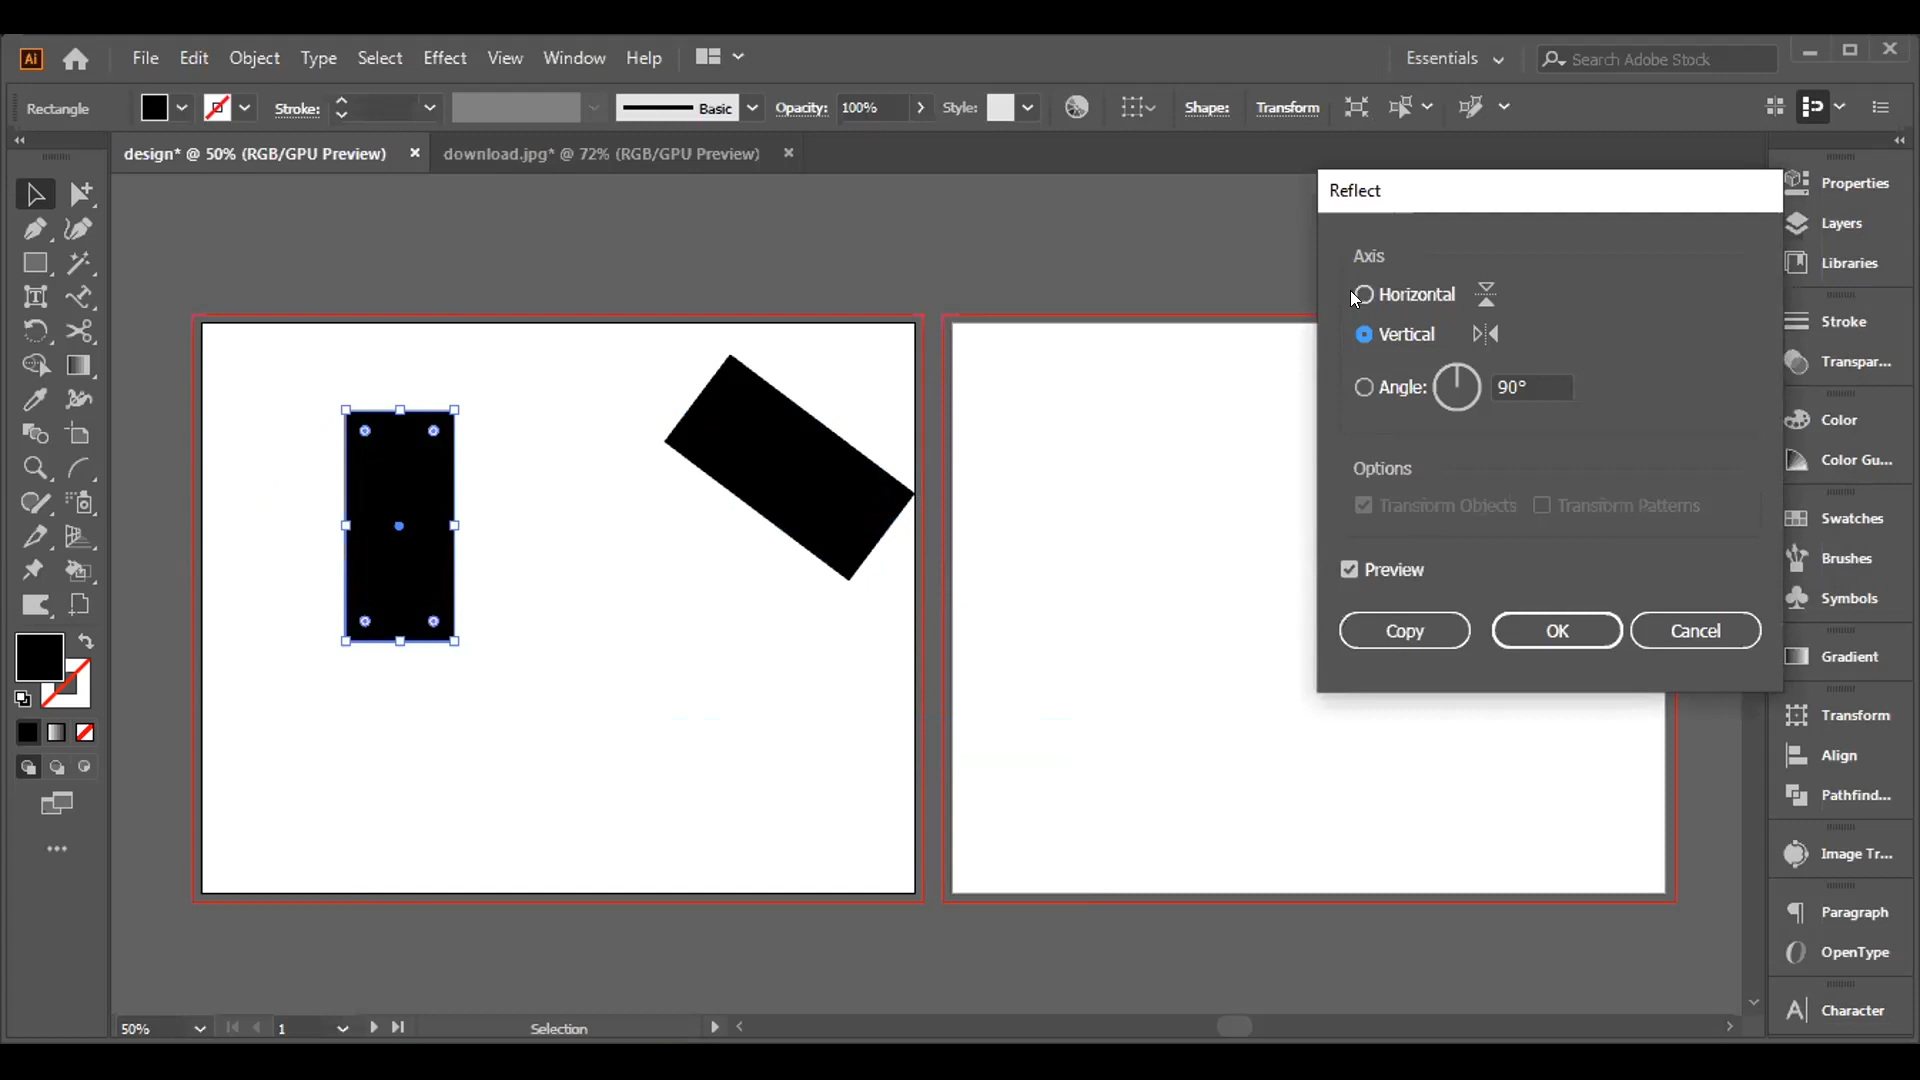 Ai File Edit Object Type Select Effect View Window Help Essentials Search Adobe Stock
Rectangle Stroke: Basic Opacity: 100% Style: Shape: Transform
design* @ 50% (RGB/GPU Preview) × download.jpg* @ 72% (RGB/GPU Preview) ×
Reflect
Axis
Horizontal
Vertical
Angle: 90°
Options
Transform Objects Transform Patterns
Preview
Copy OK Cancel
Properties
Layers
Libraries
Stroke
Transpar...
Color
Color Gu...
Swatches
Brushes
Symbols
Gradient
Transform
Align
Pathfind...
Image Tr...
Paragraph
OpenType
Character
50% 1 Selection